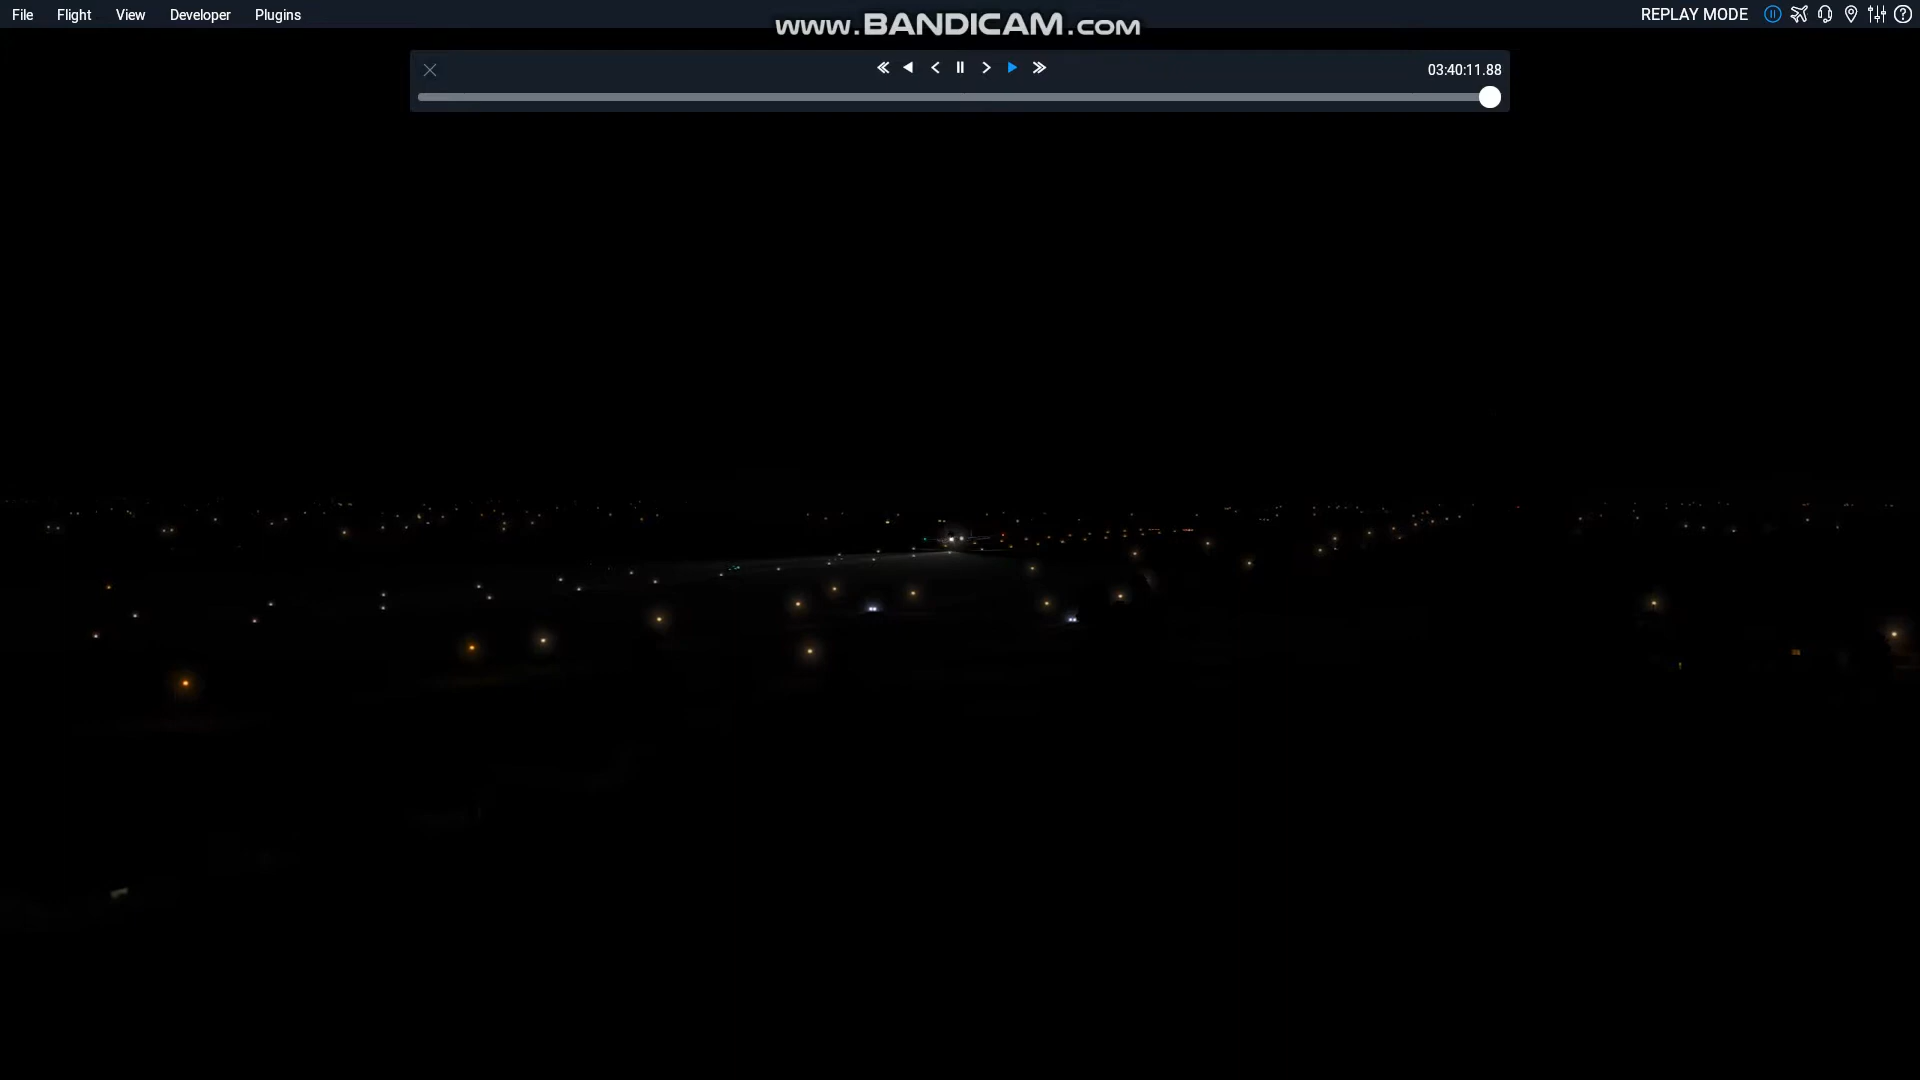 File Flight View Developer Plugins
www.BANDICAM.com
REPLAY MODE
03:40:11.88